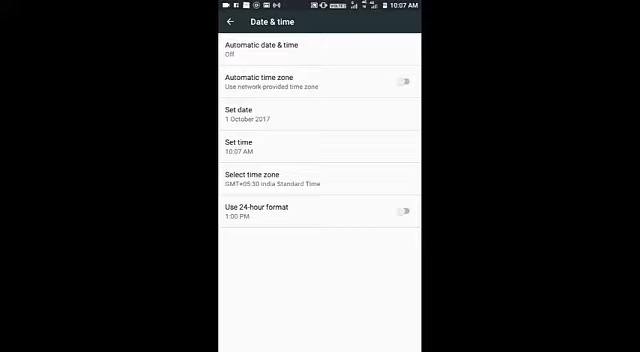 10:07 AM
Date & time
Automatic date & time
Off
Automatic time zone
Use network-provided time zone
Set date
1 October 2017
Set time
10:07 AM
Select time zone
GMT+05:30 India Standard Time
Use 24-hour format
1:00 PM